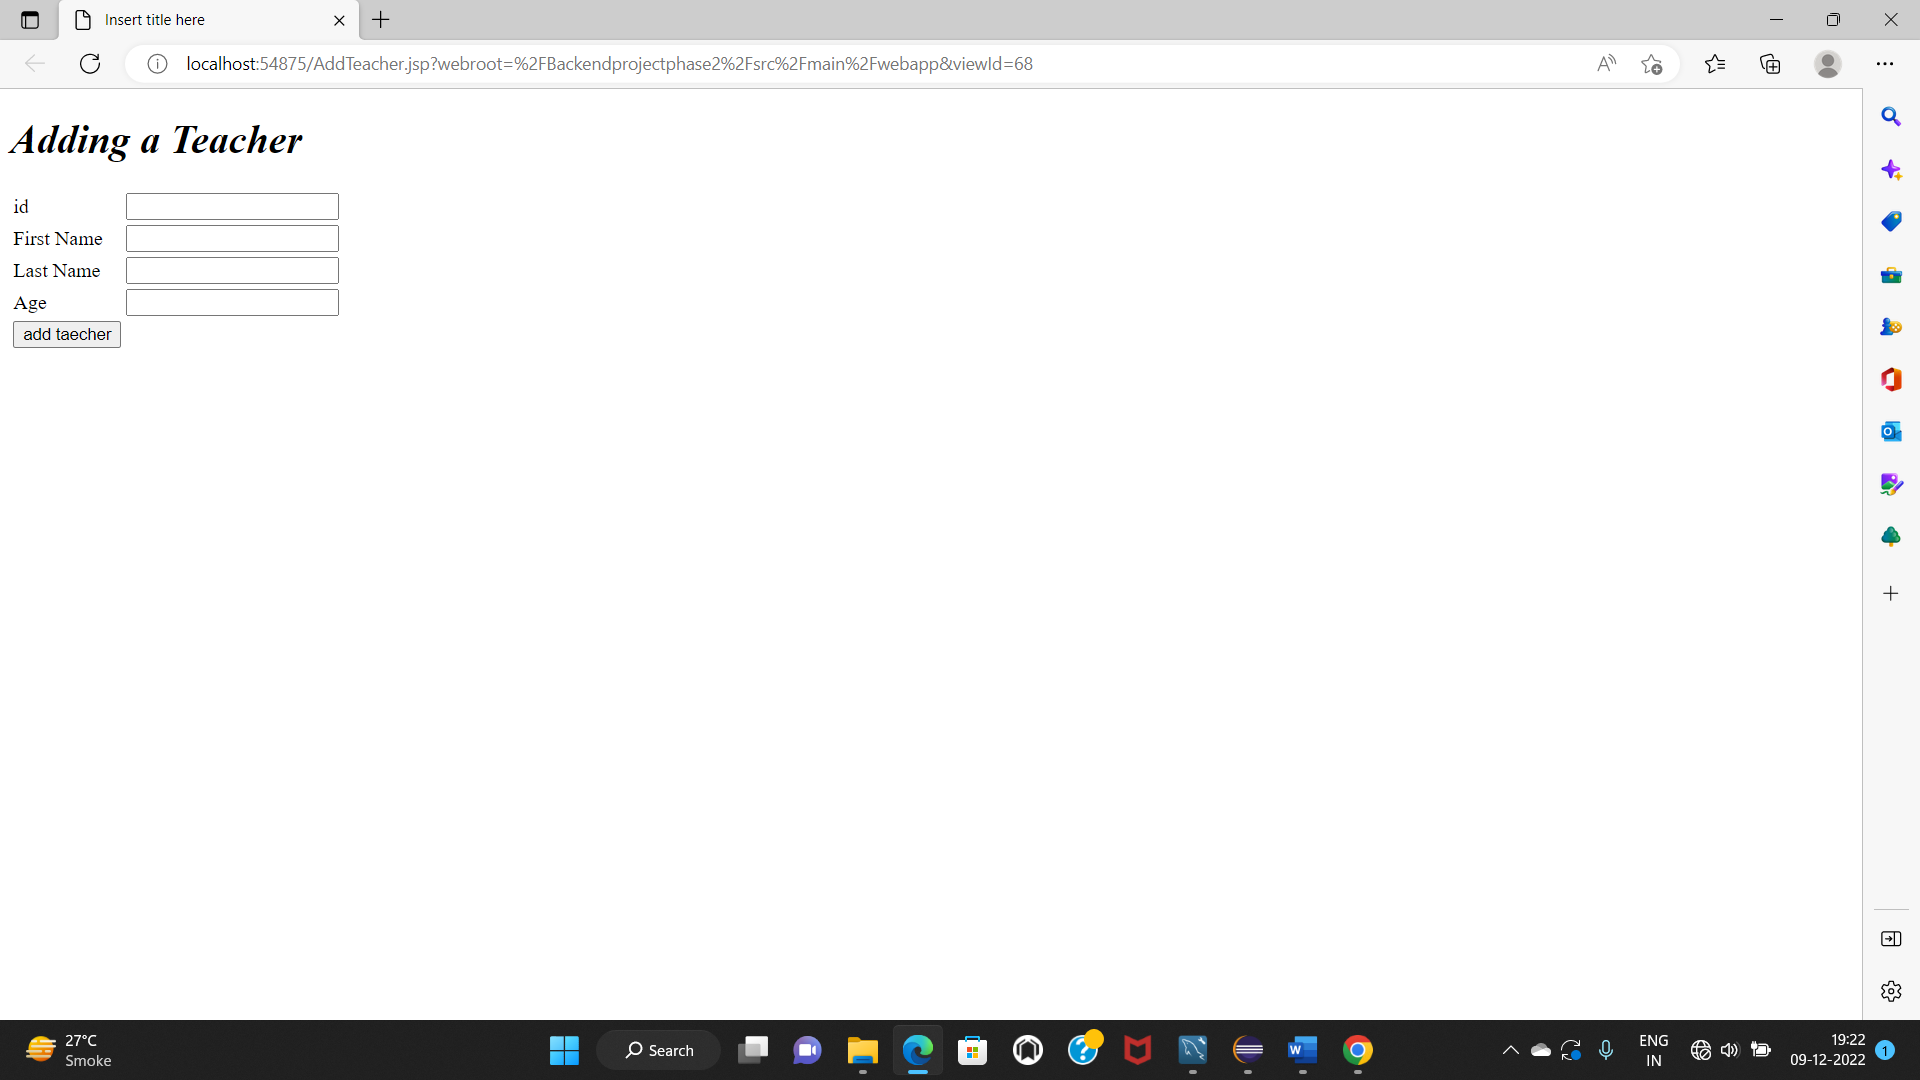 Insert title here
localhost:54875/AddTeacher.jsp?webroot=%2FBackendprojectphase2%2Fsrc%2Fmain%2Fwebapp&viewId=68
Adding a Teacher
id
First Name
Last Name
Age
add taecher
27°C
Smoke
Search
ENG
IN
19:22
09-12-2022
1